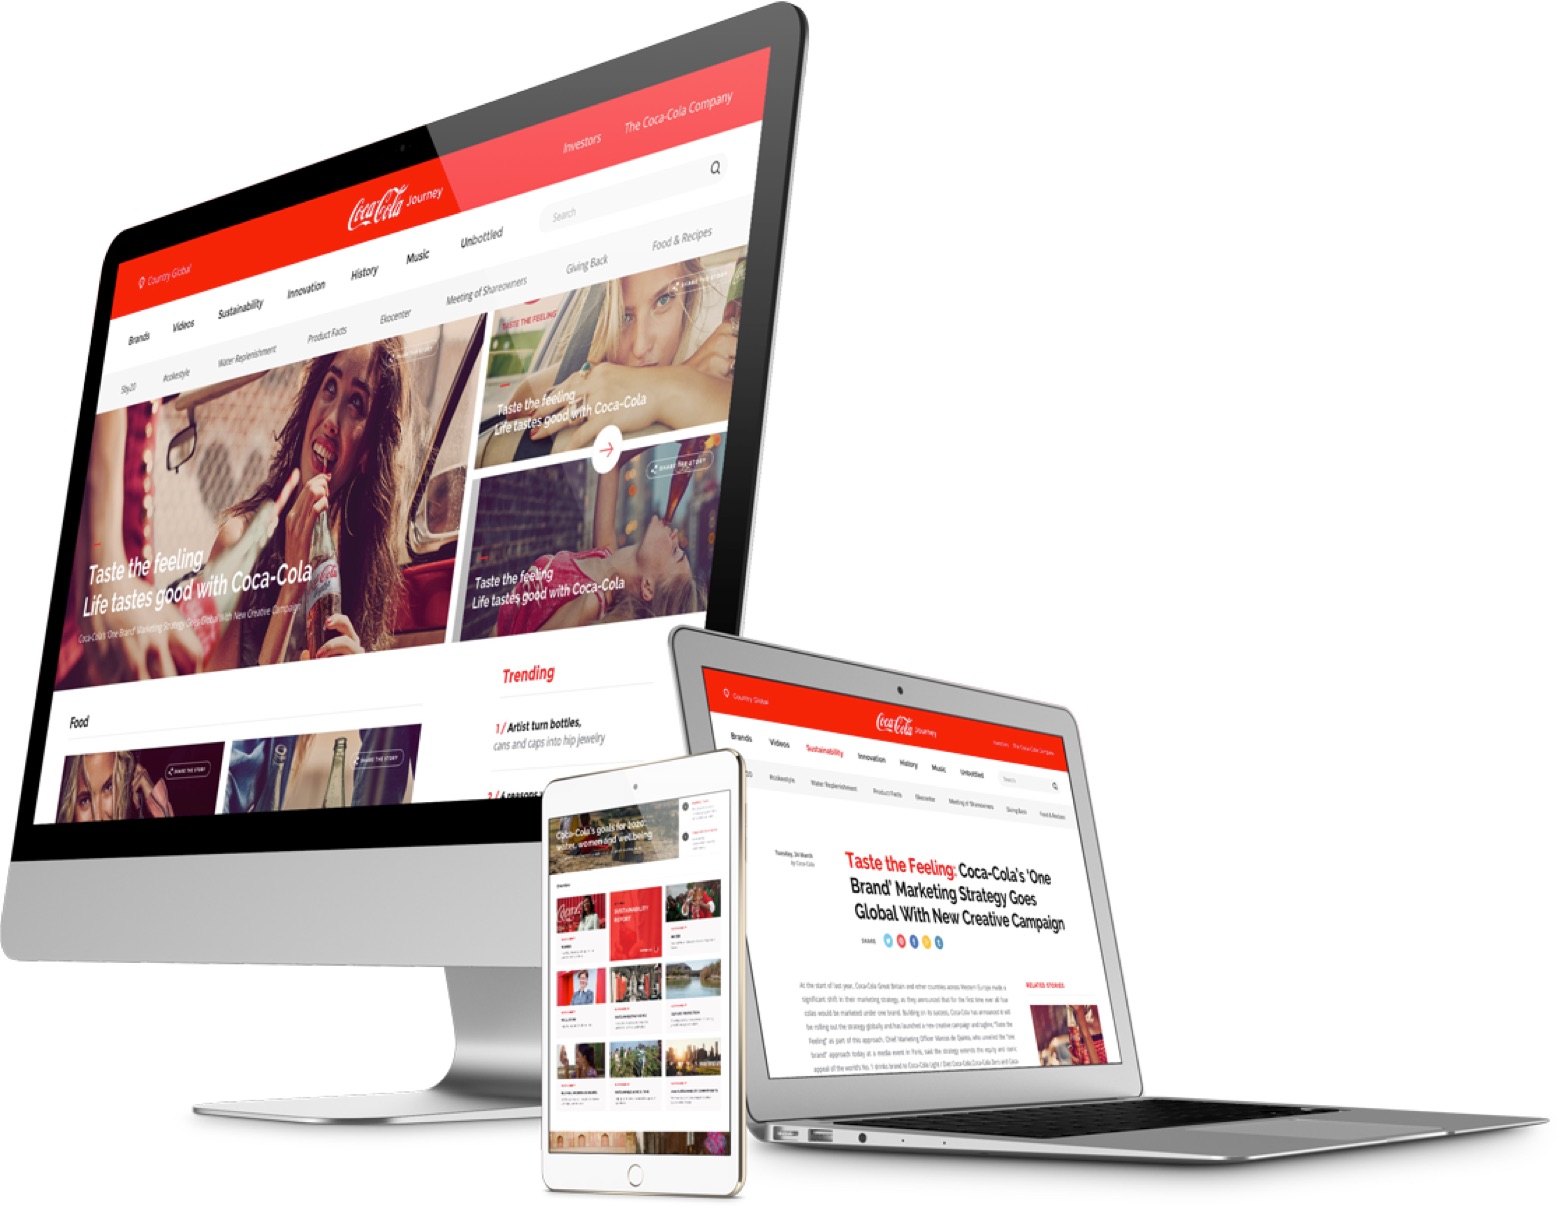 Investors
The Coca-Cola Company
Coca-Cola Journey
Country Global
Search
Brands
Videos
Sustainability
Innovation
History
Music
Unbottled
5by20
#cokestyle
Water Replenishment
Product Facts
Ekocenter
Meeting of Shareowners
Giving Back
Food & Recipes
SHARE THE STORY
Taste the feeling
Life tastes good with Coca-Cola
Coca-Cola's 'One Brand' Marketing Strategy Goes Global With New Creative Campaign
SHARE THE STORY
TASTE THE FEELING
Taste the feeling
Life tastes good with Coca-Cola
SHARE THE STORY
Taste the feeling
Life tastes good with Coca-Cola
Food
SHARE THE STORY
SHARE THE STORY
Trending
1/ Artist turn bottles,
cans and caps into hip jewelry
2/ 4 reasons
Coca-Cola's goals for 2020:
water, women and wellbeing
SUSTAINABILITY
REPORT
Country Global
Coca-Cola Journey
Investors
The Coca-Cola Company
Brands
Videos
Sustainability
Innovation
History
Music
Unbottled
Search
#cokestyle
Water Replenishment
Product Facts
Ekocenter
Meeting of Shareowners
Giving Back
Food & Recipes
Tuesday, 24 March
by Coca-Cola
Taste the Feeling: Coca-Cola's 'One
Brand' Marketing Strategy Goes
Global With New Creative Campaign
SHARE
At the start of last year, Coca-Cola Great Britain and other countries across Western Europe made a
significant shift in their marketing strategy, as they announced that for the first time ever all five
colas would be marketed under one brand. Building on its success, Coca-Cola has announced it will
be rolling out the strategy globally and has launched a new creative campaign and tagline, "Taste the
Feeling" as part of this approach. Chief Marketing Officer Marcos de Quinto, who unveiled the "one
brand" approach today at a media event in Paris, said the strategy extends the equity and iconic
appeal of the world's No. 1 drinks brand to Coca-Cola Light / Diet Coke, Coca-Cola Zero and Coca-
RELATED STORIES